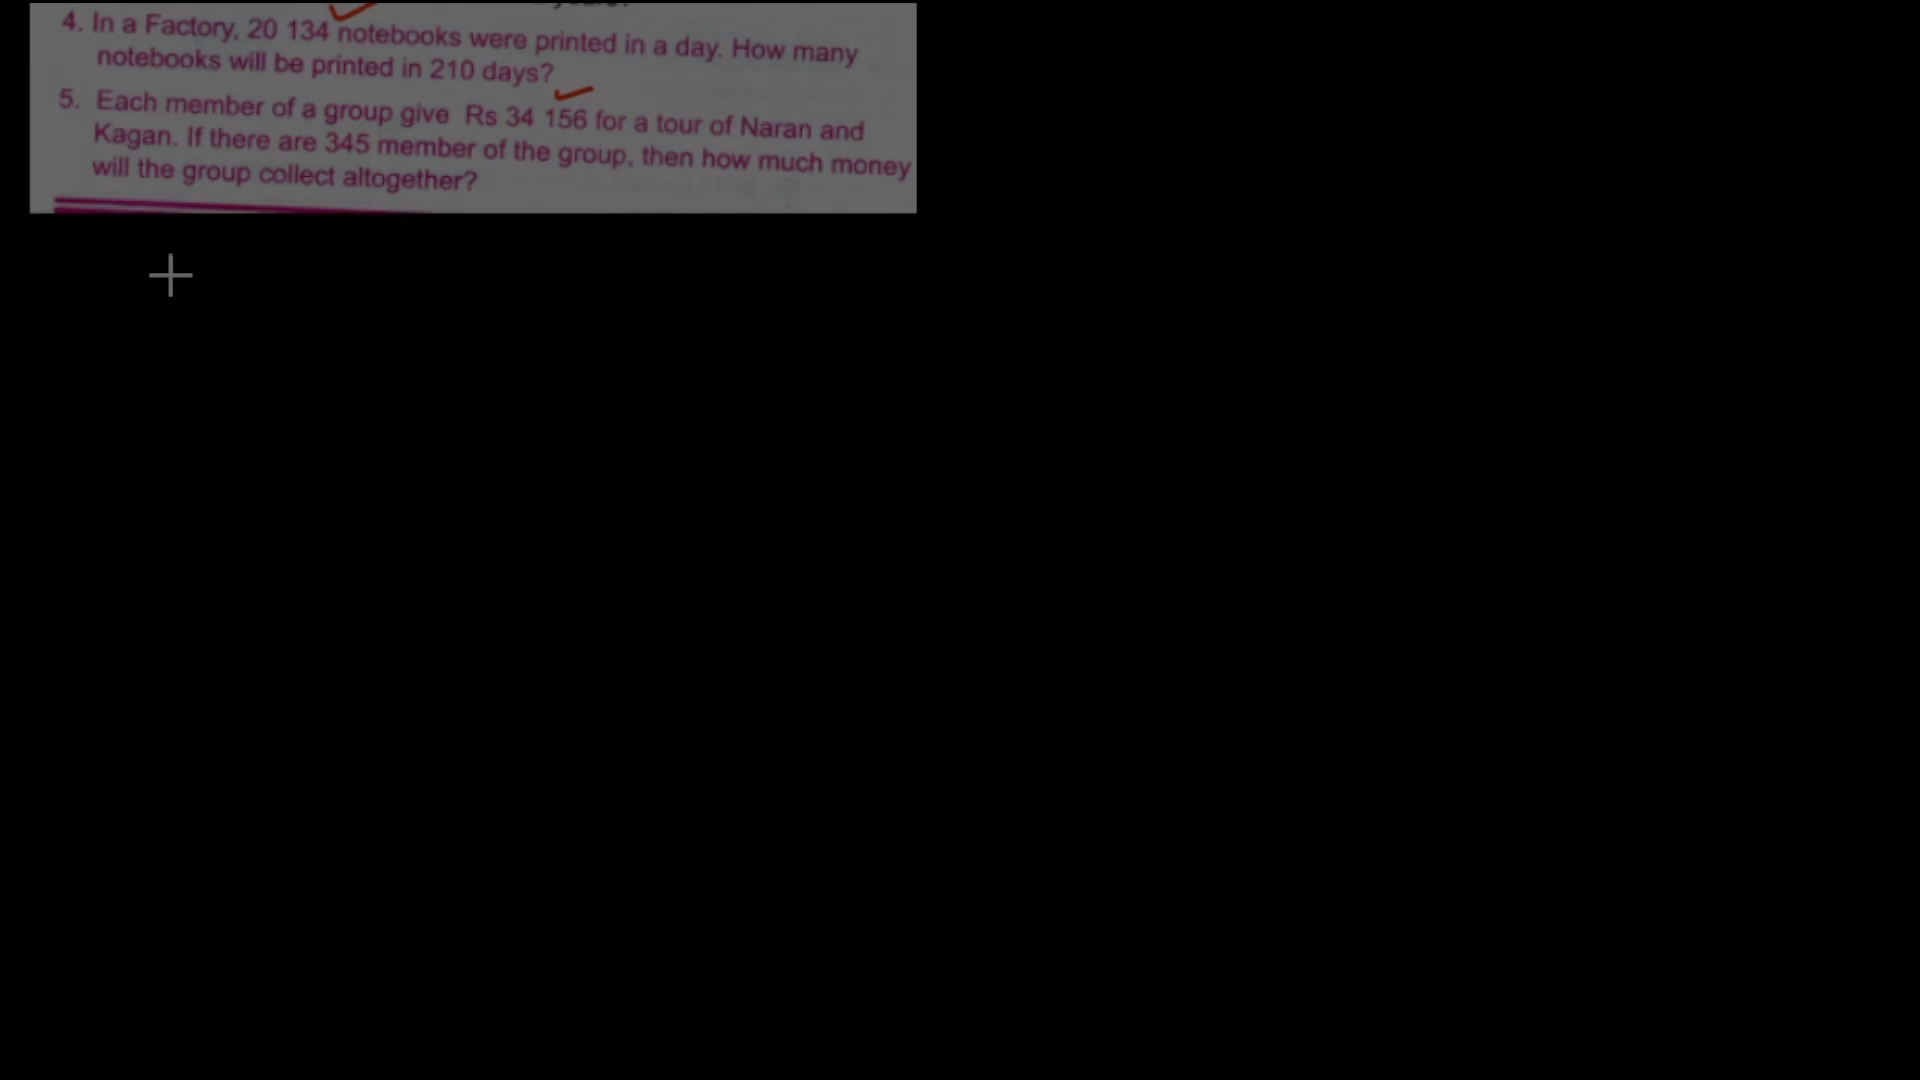 4. In a Factory, 20 134 notebooks were printed in a day. How many
notebooks will be printed in 210 days?
5. Each member of a group give Rs 34 156 for a tour of Naran and
Kagan. If there are 345 member of the group, then how much money
will the group collect altogether?